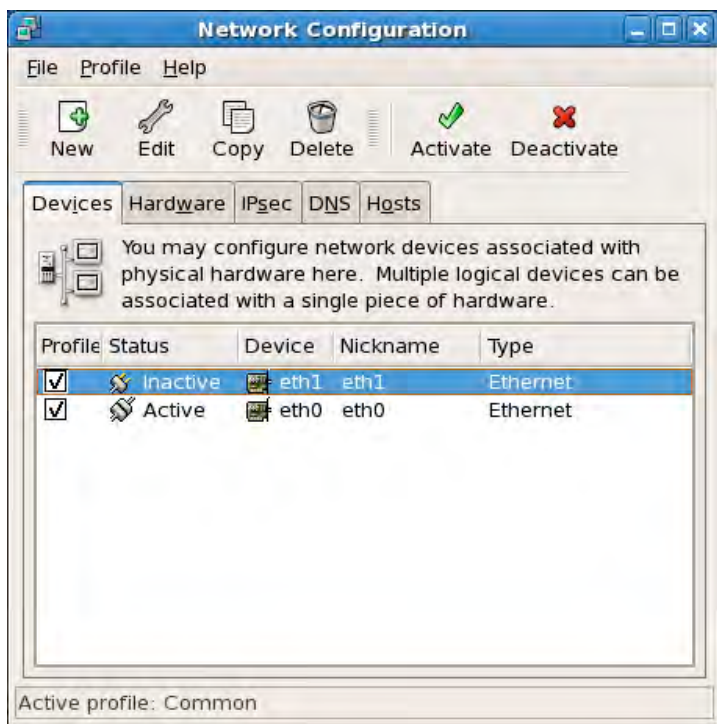 Network Configuration
File Profile Help
New Edit Copy Delete Activate Deactivate
Devices Hardware IPsec DNS Hosts
You may configure network devices associated with
physical hardware here. Multiple logical devices can be
associated with a single piece of hardware.
Profile Status Device Nickname Type
Inactive eth1 eth1 Ethernet
Active eth0 eth0 Ethernet
Active profile: Common